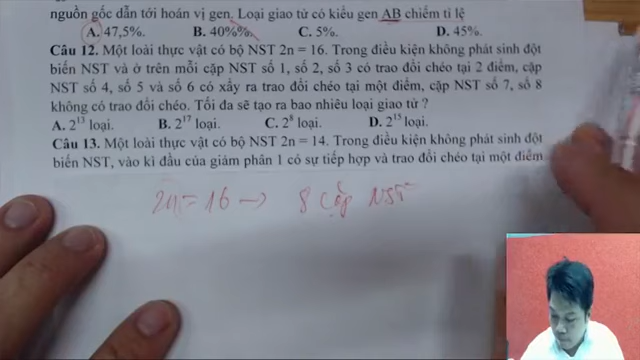 nguồn gốc dẫn tới hoán vị gen. Loại giao tử có kiểu gen AB chiếm tỉ lệ
A. 47,5%. B. 40%%. C. 5%. D. 45%.
Câu 12. Một loài thực vật có bộ NST 2n = 16. Trong điều kiện không phát sinh đột
biến NST và ở trên mỗi cặp NST số 1, số 2, số 3 có trao đổi chéo tại 2 điểm, cặp
NST số 4, số 5 và số 6 có xẩy ra trao đổi chéo tại một điểm, cặp NST số 7, số 8
không có trao đổi chéo. Tối đa sẽ tạo ra bao nhiêu loại giao tử ?
A. 2¹³ loại. B. 2¹⁷ loại. C. 2⁸ loại. D. 2¹⁵ loại.
Câu 13. Một loài thực vật có bộ NST 2n = 14. Trong điều kiện không phát sinh đột
biến NST, vào kì đầu của giảm phân 1 có sự tiếp hợp và trao đổi chéo tại một điểm
2n = 16 → 8 cặp NST